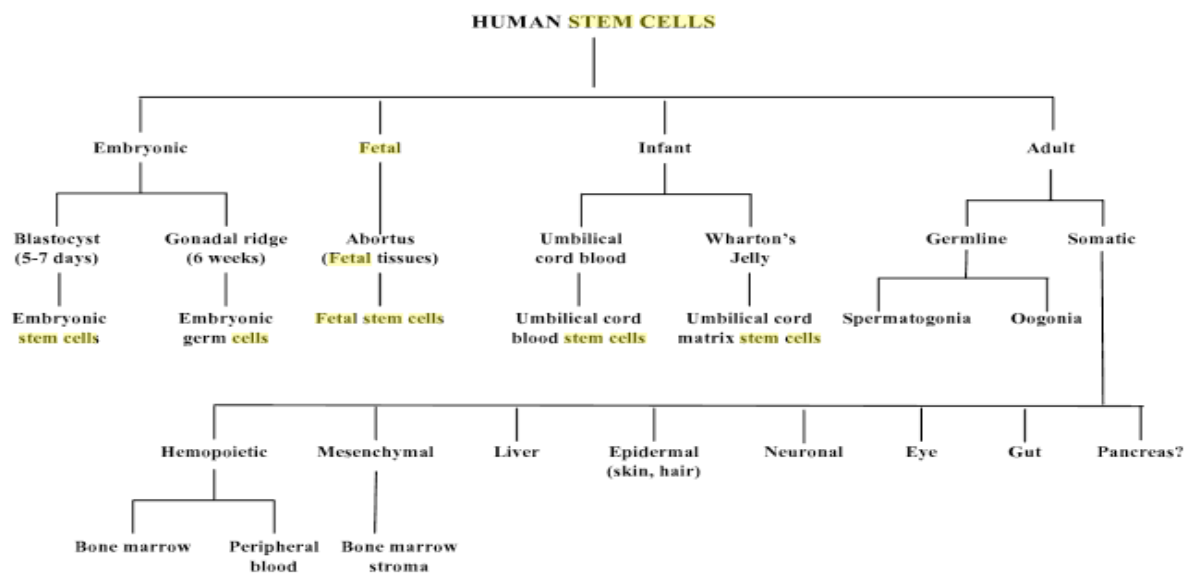 HUMAN STEM CELLS
Embryonic
Fetal
Infant
Adult
Blastocyst
(5-7 days)
Gonadal ridge
(6 weeks)
Abortus
(Fetal tissues)
Umbilical
cord blood
Wharton's
Jelly
Germline
Somatic
Embryonic
stem cells
Embryonic
germ cells
Fetal stem cells
Umbilical cord
blood stem cells
Umbilical cord
matrix stem cells
Spermatogonia
Oogonia
Hemopoietic
Mesenchymal
Liver
Epidermal
(skin, hair)
Neuronal
Eye
Gut
Pancreas?
Bone marrow
Peripheral
blood
Bone marrow
stroma